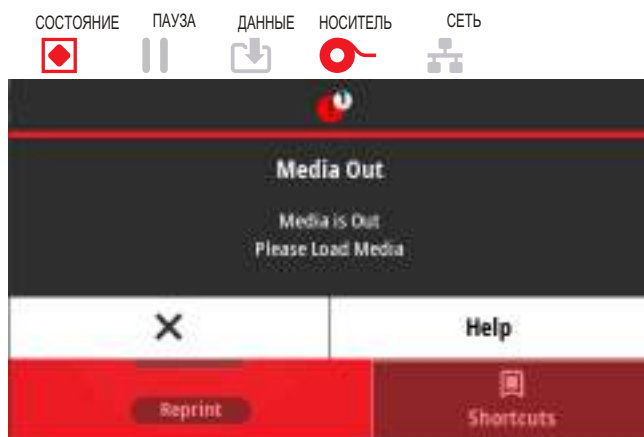 СОСТОЯНИЕ ПАУЗА ДАННЫЕ НОСИТЕЛЬ СЕТЬ
Media Out
Media is Out
Please Load Media
Help
Reprint
Shortcuts